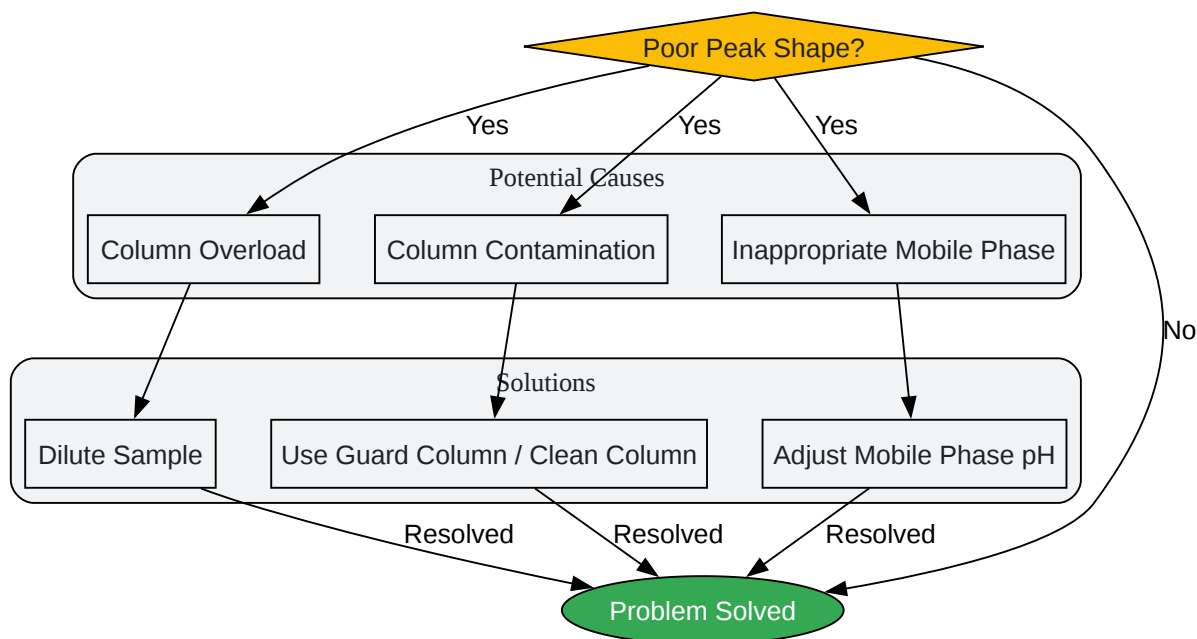 Poor Peak Shape?
Yes
Yes
Yes
Potential Causes
Column Overload
Column Contamination
Inappropriate Mobile Phase
No
Solutions
Dilute Sample
Use Guard Column / Clean Column
Adjust Mobile Phase pH
Resolved
Resolved
Resolved
Problem Solved